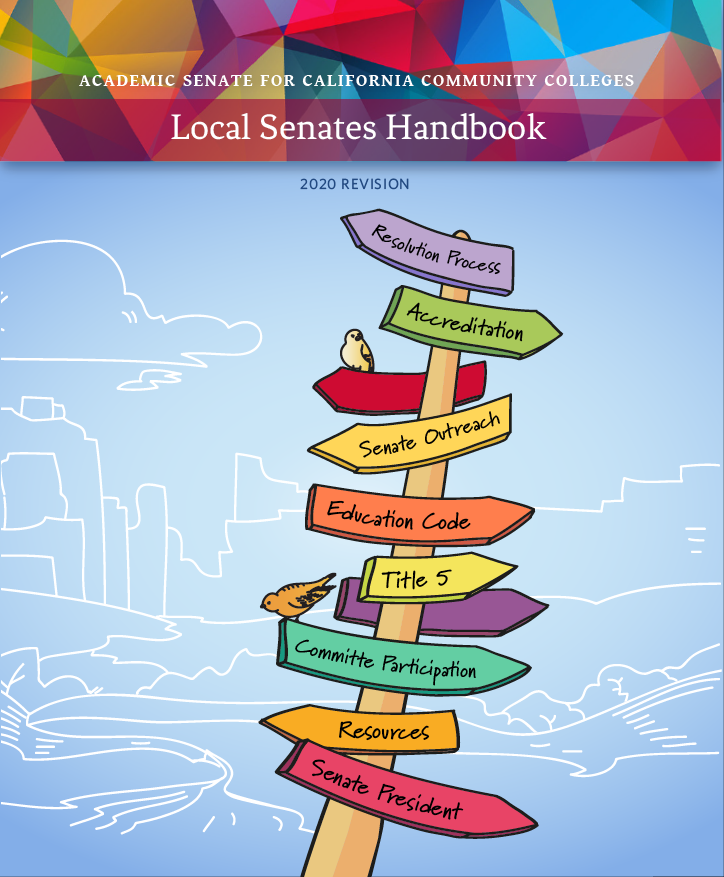 ACADEMIC SENATE FOR CALIFORNIA COMMUNITY COLLEGES
Local Senates Handbook
2020 REVISION
Resolution Process
Accreditation
Senate Outreach
Education Code
Title 5
Committe Participation
Resources
Senate President